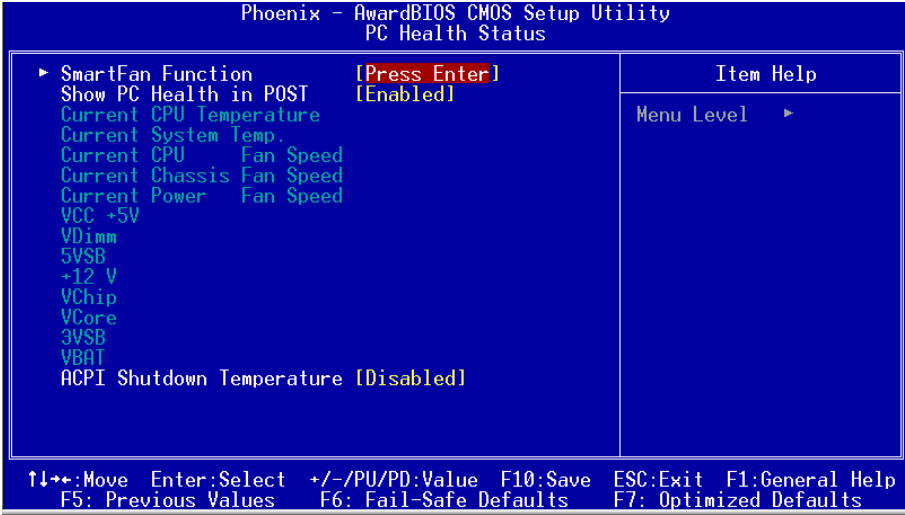 Phoenix - AwardBIOS CMOS Setup Utility
PC Health Status
► SmartFan Function [Press Enter]
Show PC Health in POST [Enabled]
Current CPU Temperature
Current System Temp.
Current CPU Fan Speed
Current Chassis Fan Speed
Current Power Fan Speed
VCC +5V
VDimm
5VSB
+12 V
VChip
VCore
3VSB
VBAT
ACPI Shutdown Temperature [Disabled]
Item Help
Menu Level ►
↑↓→←:Move Enter:Select +/-/PU/PD:Value F10:Save ESC:Exit F1:General Help
F5: Previous Values F6: Fail-Safe Defaults F7: Optimized Defaults